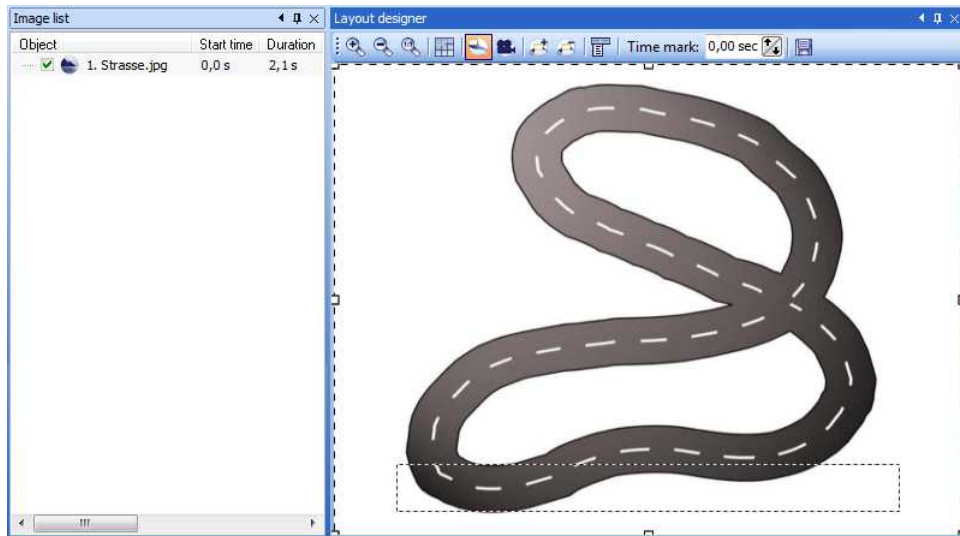 Image list
Layout designer
Time mark: 0,00 sec
Object Start time Duration
1. Strasse.jpg 0,0 s 2,1 s